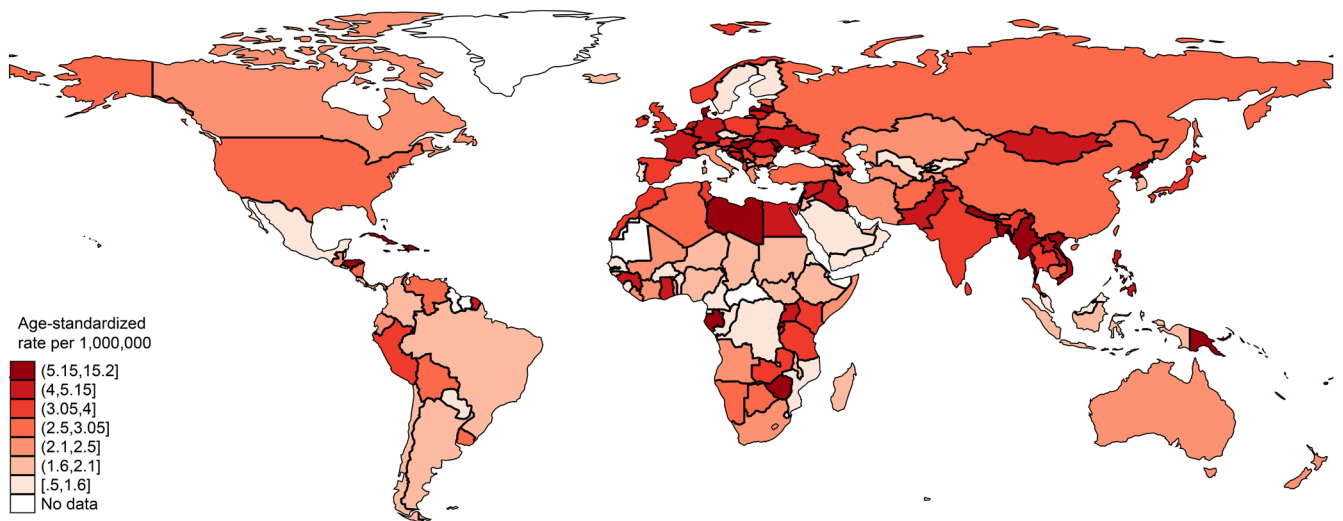 Age-standardized
rate per 1,000,000
(5.15,15.2]
(4,5.15]
(3.05,4]
(2.5,3.05]
(2.1,2.5]
(1.6,2.1]
[.5,1.6]
No data